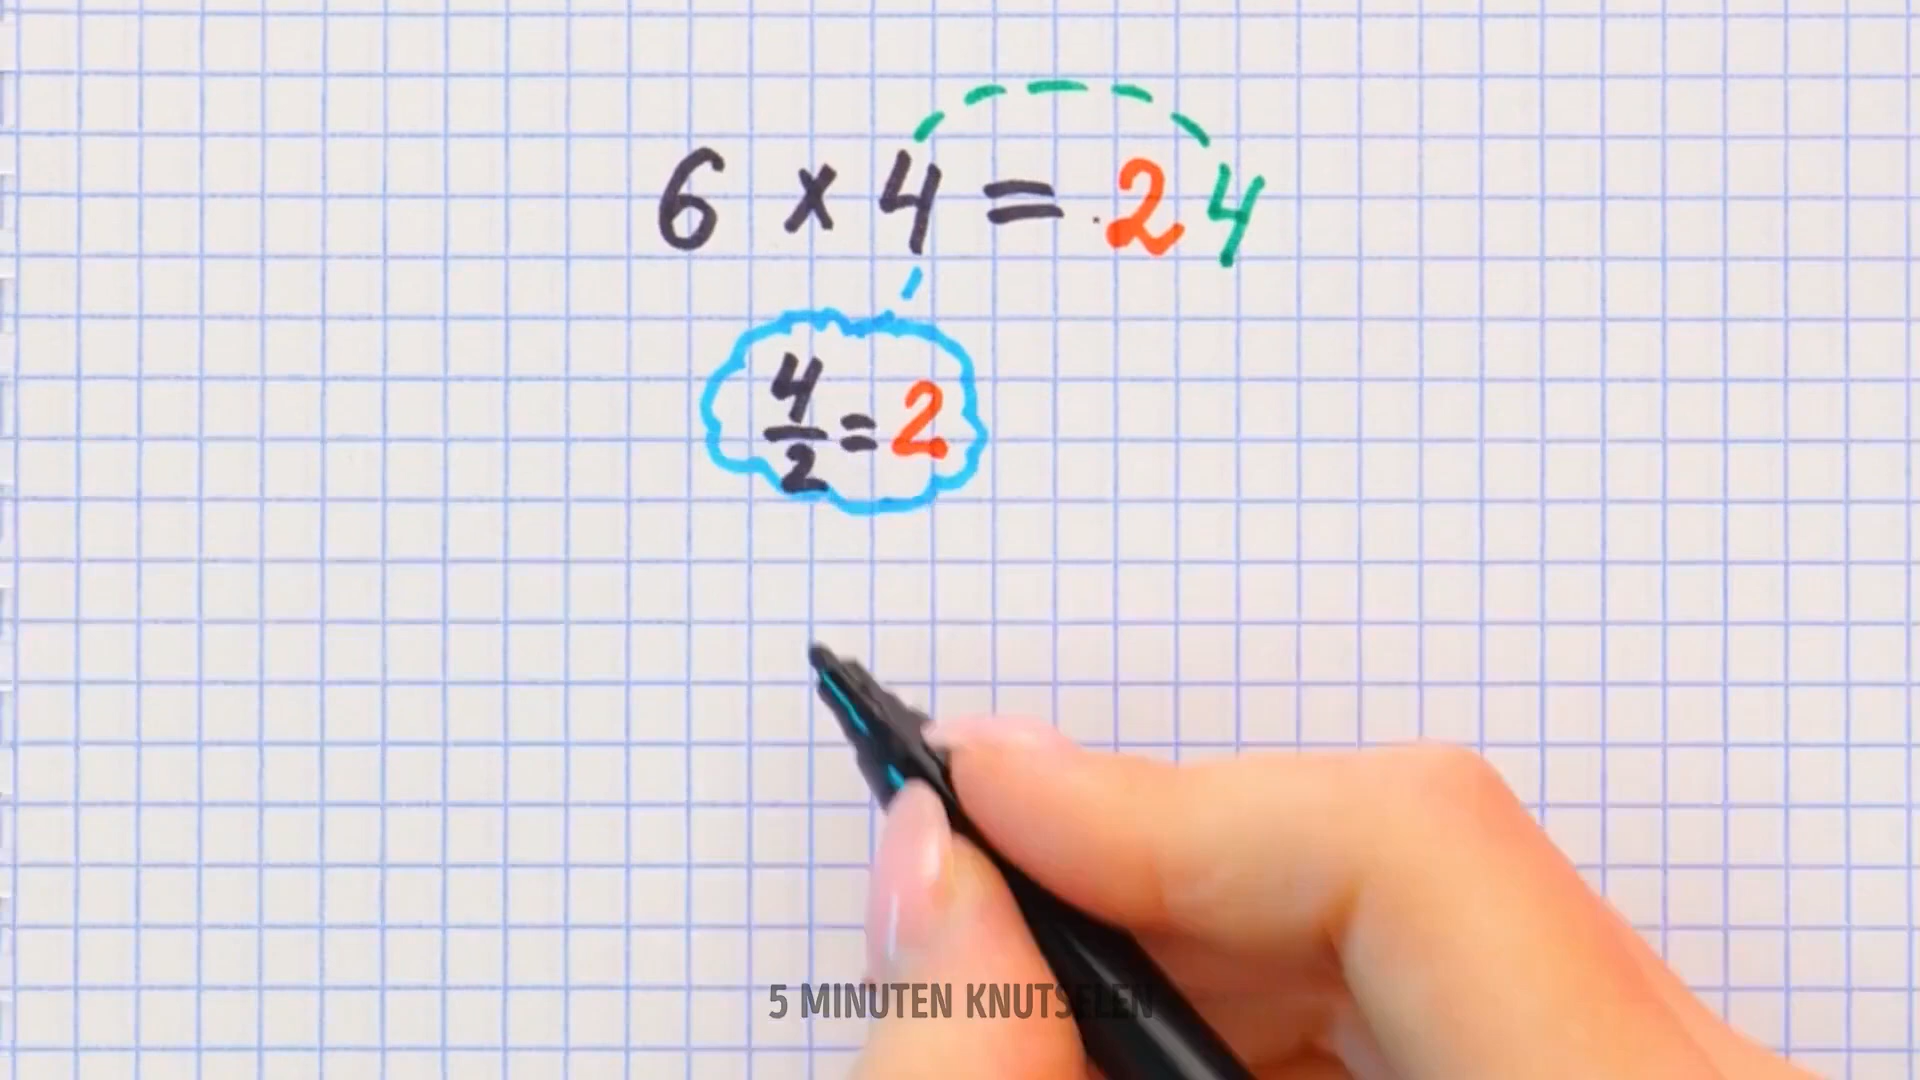 6 × 4 = 24
4/2 = 2
5 MINUTEN KNUTSELEN